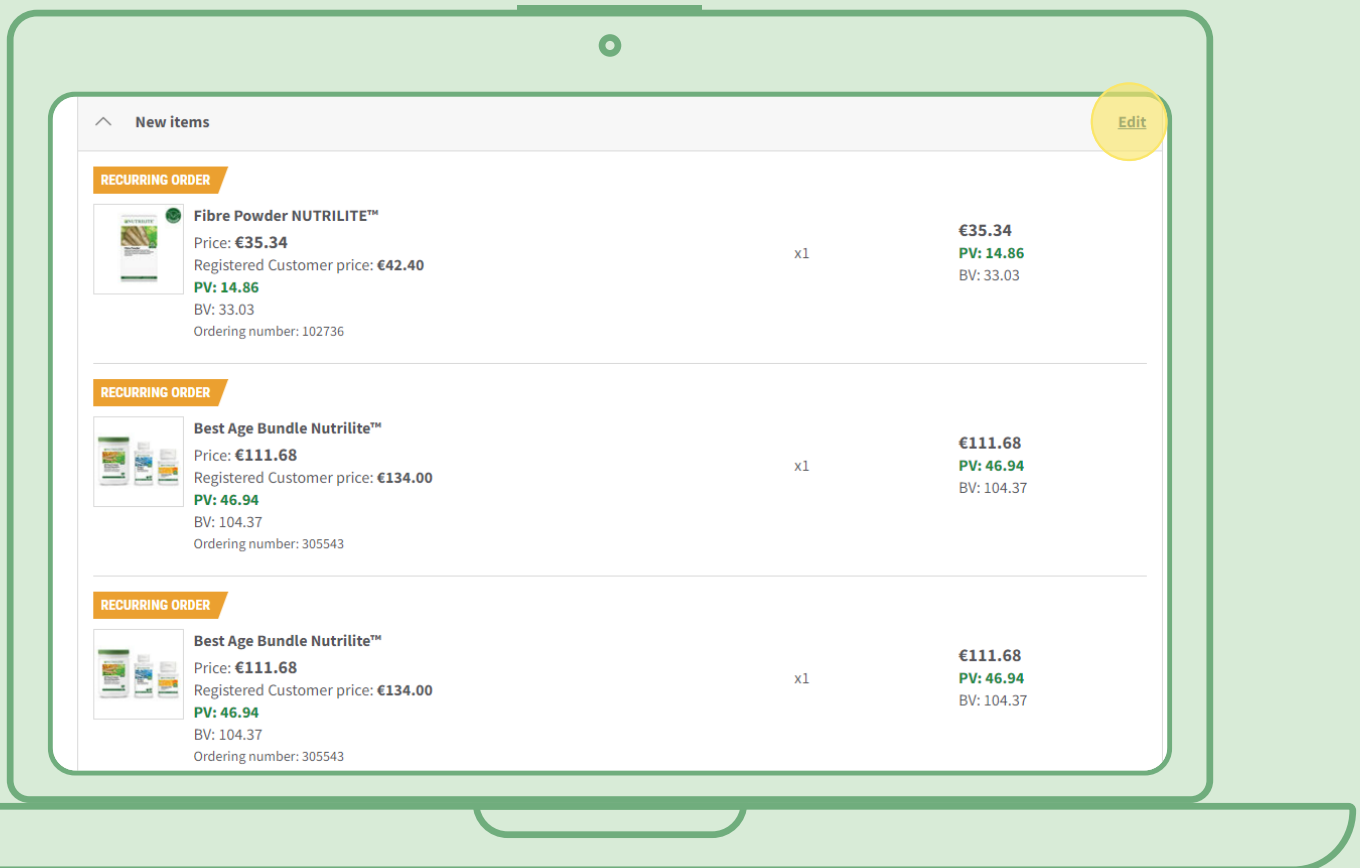 New items
Edit
RECURRING ORDER
Fibre Powder NUTRILITE™
Price: €35.34
Registered Customer price: €42.40
PV: 14.86
BV: 33.03
Ordering number: 102736
x1
€35.34
PV: 14.86
BV: 33.03
RECURRING ORDER
Best Age Bundle Nutrilite™
Price: €111.68
Registered Customer price: €134.00
PV: 46.94
BV: 104.37
Ordering number: 305543
x1
€111.68
PV: 46.94
BV: 104.37
RECURRING ORDER
Best Age Bundle Nutrilite™
Price: €111.68
Registered Customer price: €134.00
PV: 46.94
BV: 104.37
Ordering number: 305543
x1
€111.68
PV: 46.94
BV: 104.37